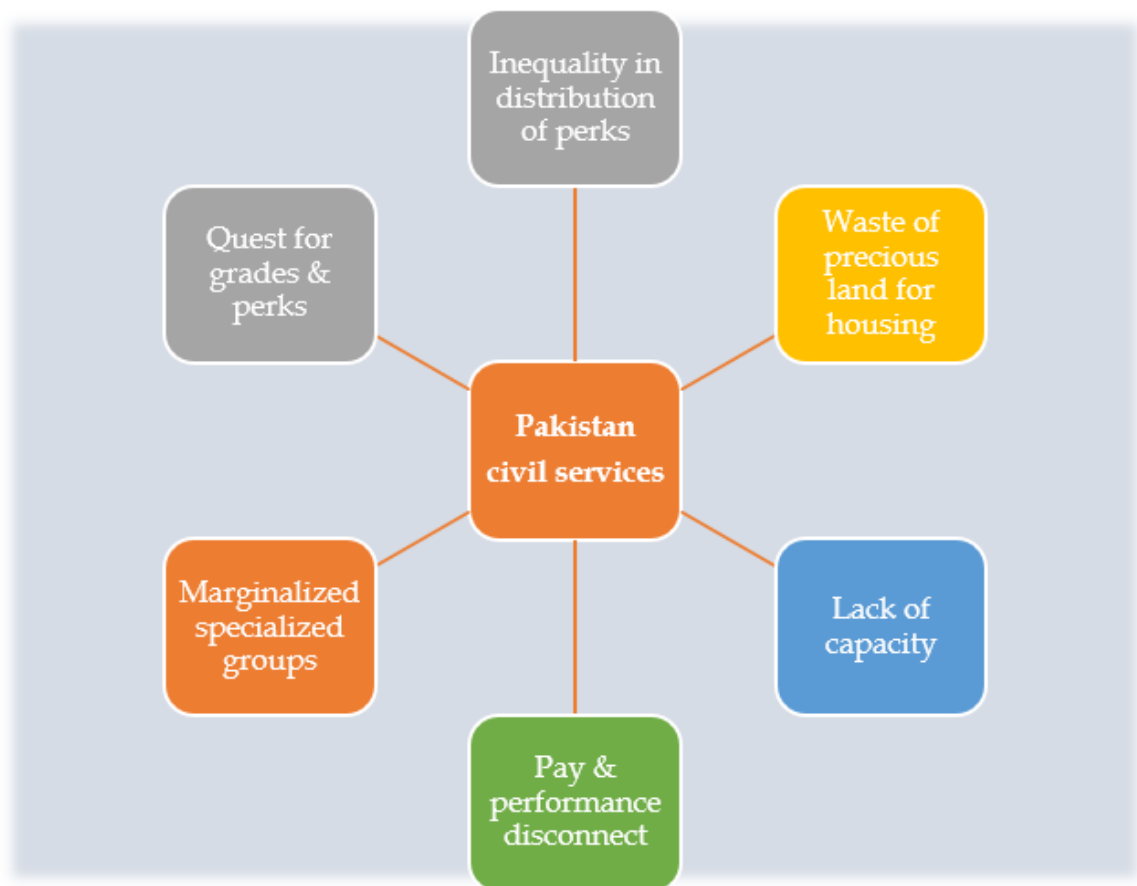 Inequality in
distribution
of perks
Quest for
grades &
perks
Waste of
precious
land for
housing
Pakistan
civil services
Marginalized
specialized
groups
Lack of
capacity
Pay &
performance
disconnect